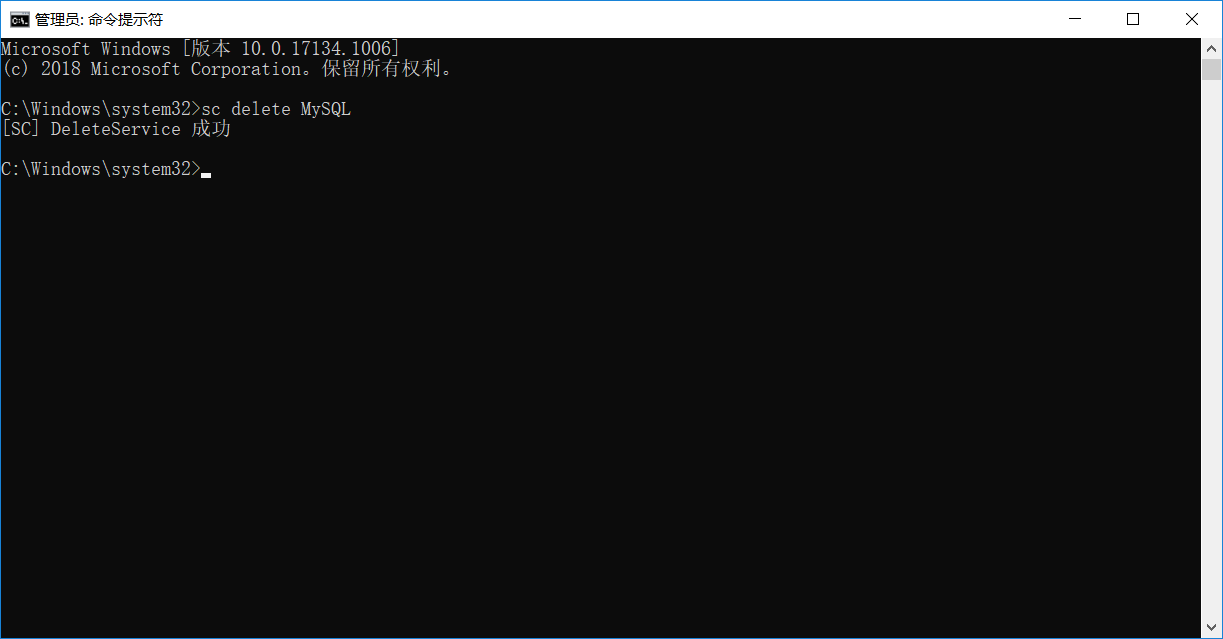 管理员: 命令提示符
Microsoft Windows [版本 10.0.17134.1006]
(c) 2018 Microsoft Corporation。保留所有权利。
C:\Windows\system32>sc delete MySQL
[SC] DeleteService 成功
C:\Windows\system32>